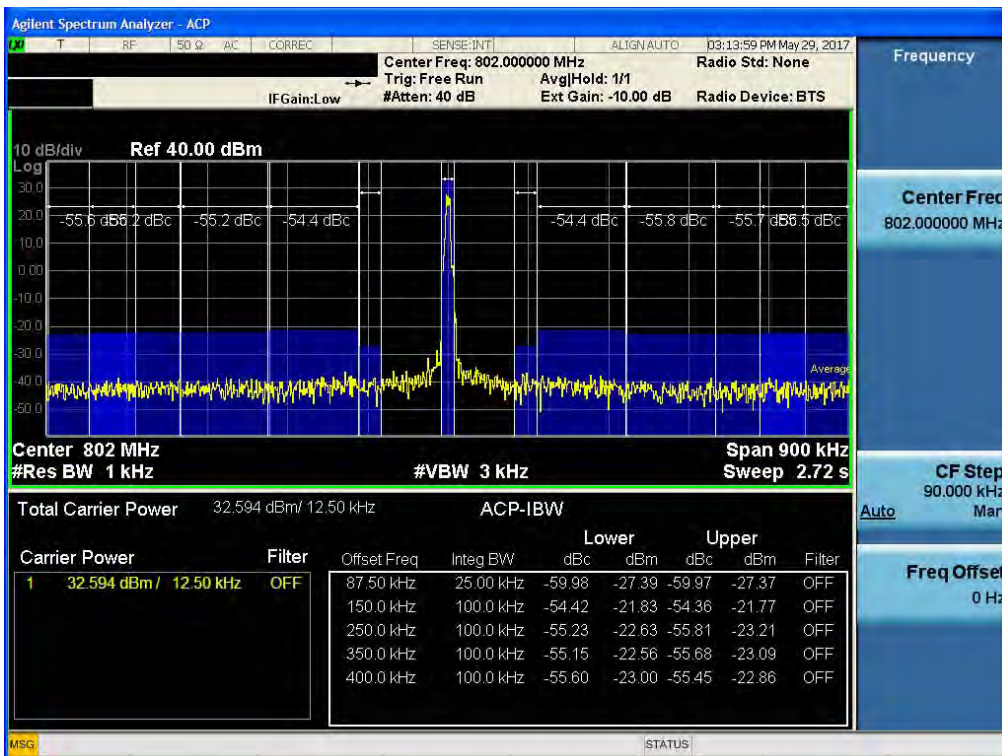 Agilent Spectrum Analyzer - ACP
LXI T RF 50 Ω AC CORREC SENSE:INT ALIGN AUTO 03:13:59 PM May 29, 2017
Center Freq: 802.000000 MHz Radio Std: None
Trig: Free Run Avg|Hold: 1/1
IFGain:Low #Atten: 40 dB Ext Gain: -10.00 dB Radio Device: BTS
10 dB/div Ref 40.00 dBm
Log
30.0
20.0
10.0
0.00
-10.0
-20.0
-30.0
-40.0
-50.0
-55.2 dBc -54.4 dBc -54.4 dBc -55.8 dBc
Average
Center 802 MHz Span 900 kHz
#Res BW 1 kHz #VBW 3 kHz Sweep 2.72 s
Total Carrier Power 32.594 dBm/ 12.50 kHz ACP-IBW
Lower Upper
Carrier Power Filter Offset Freq Integ BW dBc dBm dBc dBm Filter
1 32.594 dBm / 12.50 kHz OFF 87.50 kHz 25.00 kHz -59.98 -27.39 -59.97 -27.37 OFF
150.0 kHz 100.0 kHz -54.42 -21.83 -54.36 -21.77 OFF
250.0 kHz 100.0 kHz -55.23 -22.63 -55.81 -23.21 OFF
350.0 kHz 100.0 kHz -55.15 -22.56 -55.68 -23.09 OFF
400.0 kHz 100.0 kHz -55.60 -23.00 -55.45 -22.86 OFF
MSG STATUS
Frequency
Center Freq
802.000000 MHz
CF Step
90.000 kHz
Auto Man
Freq Offset
0 Hz